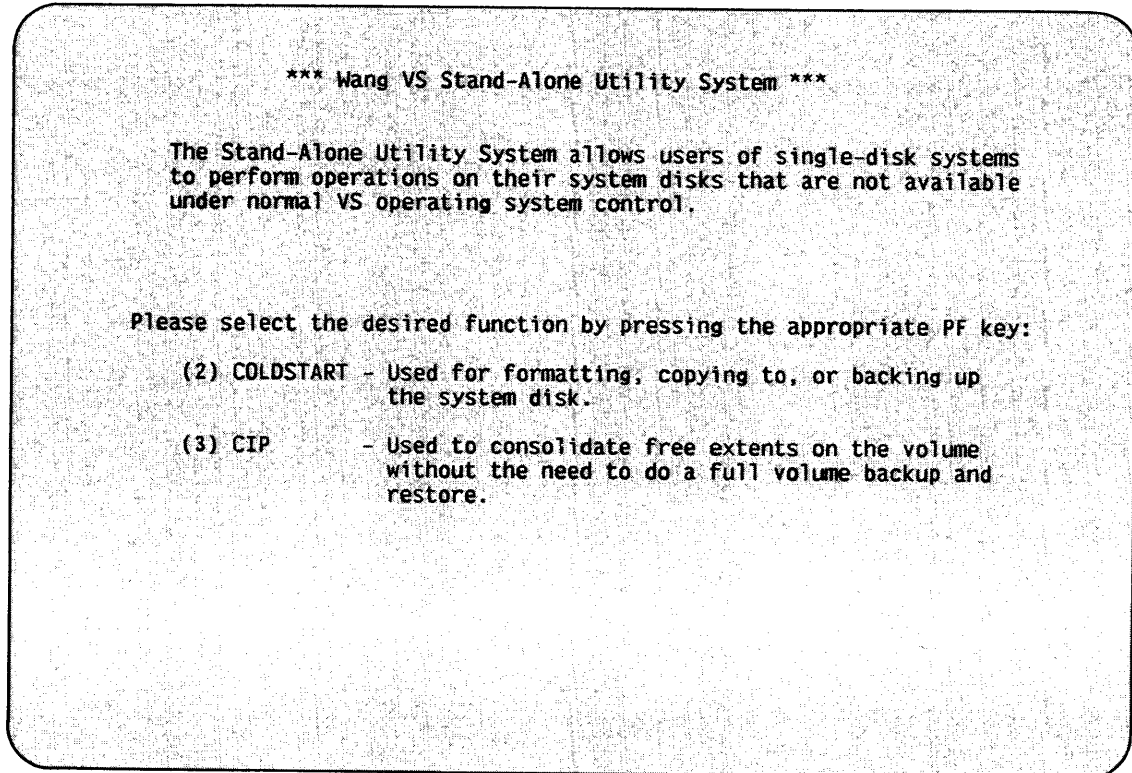 *** Wang VS Stand-Alone Utility System ***
The Stand-Alone Utility System allows users of single-disk systems
to perform operations on their system disks that are not available
under normal VS operating system control.
Please select the desired function by pressing the appropriate PF key:
(2) COLDSTART - Used for formatting, copying to, or backing up
the system disk.
(3) CIP - Used to consolidate free extents on the volume
without the need to do a full volume backup and
restore.